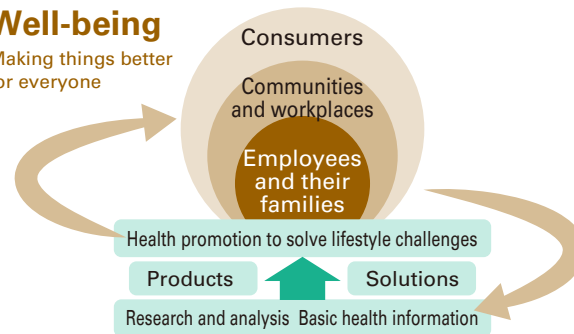 Well-being
Making things better
for everyone
Consumers
Communities
and workplaces
Employees
and their
families
Health promotion to solve lifestyle challenges
Products
Solutions
Research and analysis Basic health information